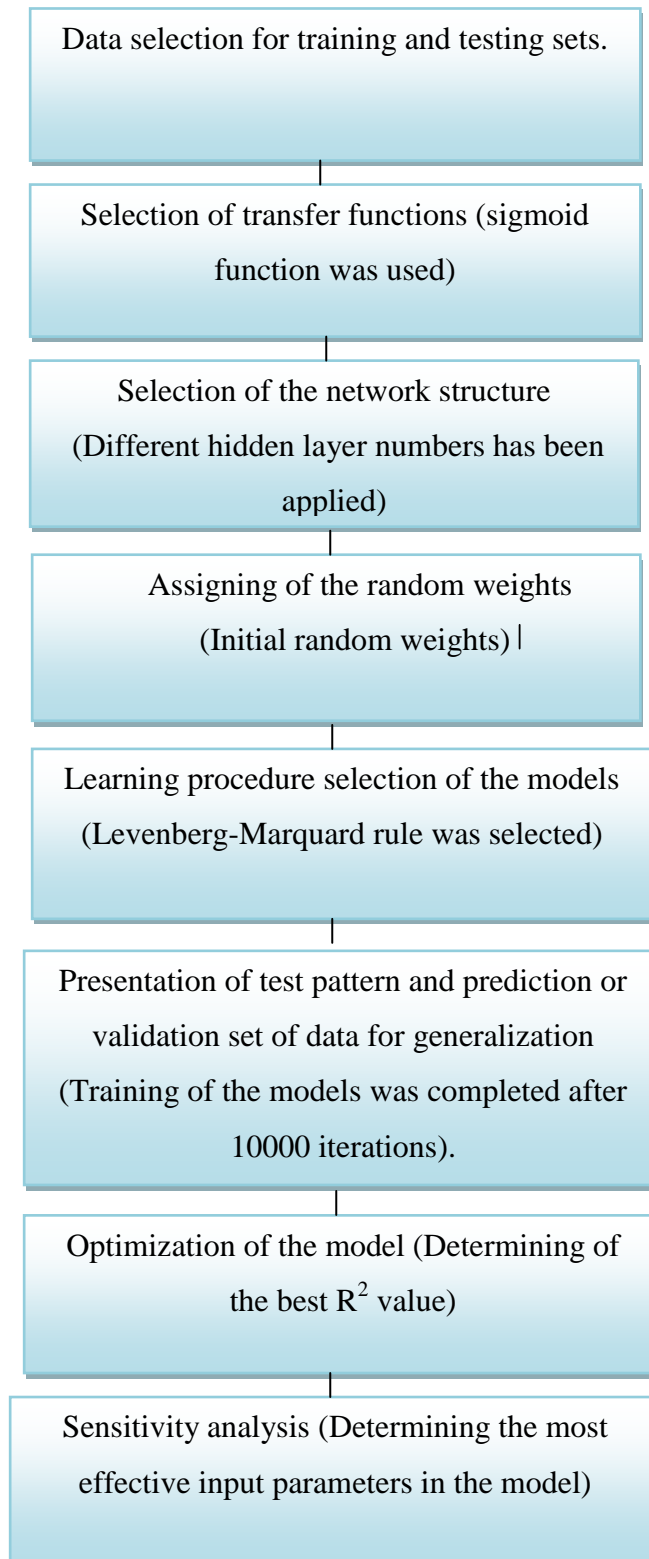 Data selection for training and testing sets.
Selection of transfer functions (sigmoid
function was used)
Selection of the network structure
(Different hidden layer numbers has been
applied)
Assigning of the random weights
(Initial random weights)
Learning procedure selection of the models
(Levenberg-Marquard rule was selected)
Presentation of test pattern and prediction or
validation set of data for generalization
(Training of the models was completed after
10000 iterations).
Optimization of the model (Determining of
the best R² value)
Sensitivity analysis (Determining the most
effective input parameters in the model)